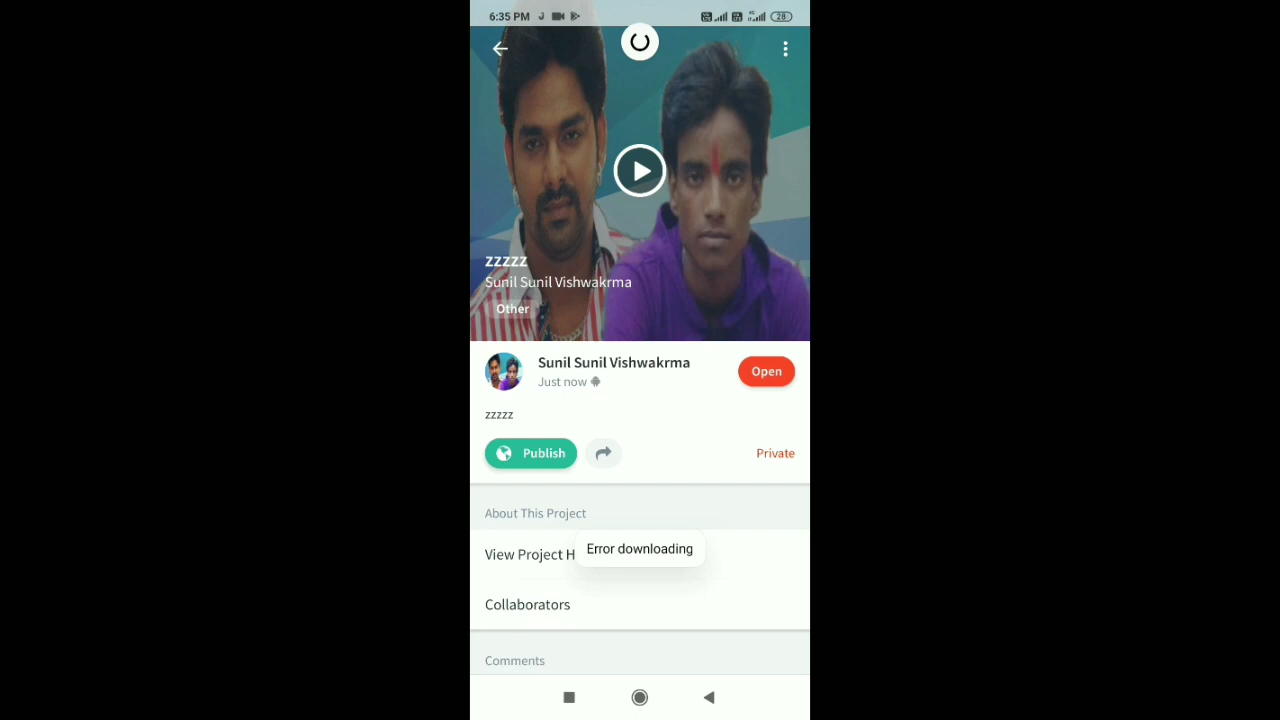 6:35 PM
28
zzzzz
Sunil Sunil Vishwakrma
Other
Sunil Sunil Vishwakrma
Open
Just now
zzzzz
Publish
Private
About This Project
View Project H
Error downloading
Collaborators
Comments